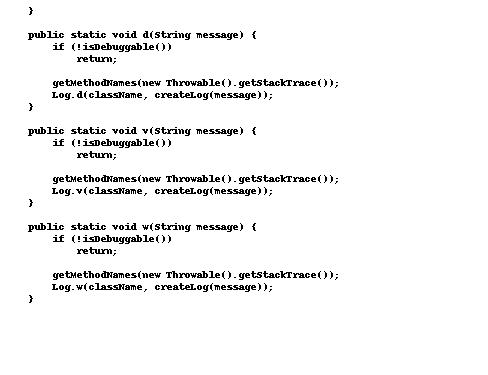 }
public static void d(String message) {
if (!isDebuggable())
return;
getMethodNames(new Throwable().getStackTrace());
Log.d(className, createLog(message));
}
public static void v(String message) {
if (!isDebuggable())
return;
getMethodNames(new Throwable().getStackTrace());
Log.v(className, createLog(message));
}
public static void w(String message) {
if (!isDebuggable())
return;
getMethodNames(new Throwable().getStackTrace());
Log.w(className, createLog(message));
}